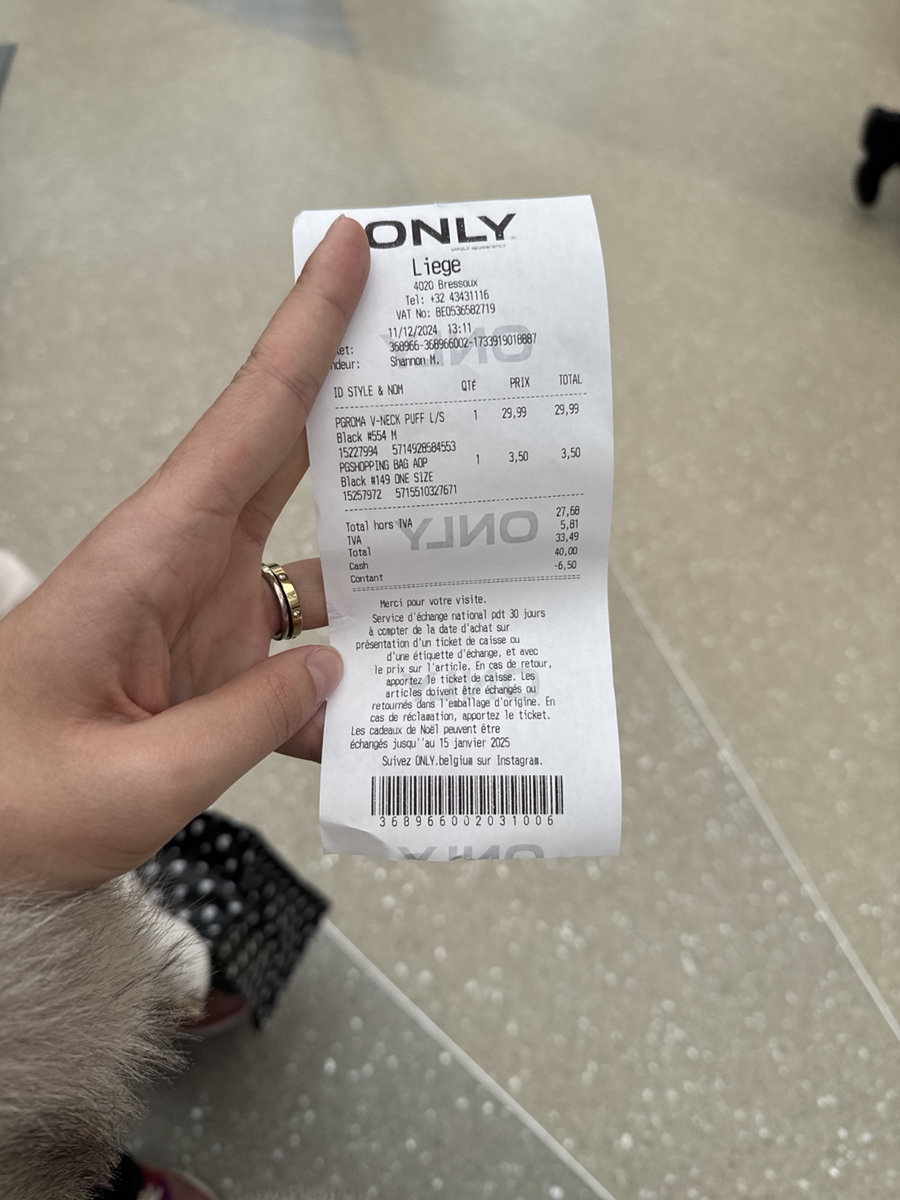 ONLY
Liege
4020 Bressoux
Tel: +32 43431116
VAT No: BE0536582719
11/12/2024 13:11
ket: 368966-368966002-1733919018887
ndeur: Shannon M.
ID STYLE & NOM QTé PRIX TOTAL
PGROMA V-NECK PUFF L/S 1 29,99 29,99
Black #554 M
15227994 5714928584553
PGSHOPPING BAG AOP 1 3,50 3,50
Black #149 ONE SIZE
15257972 5715510327671
Total hors TVA 27,68
TVA 5,81
Total 33,49
Cash 40,00
Contant -6,50
Merci pour votre visite.
Service d'échange national pdt 30 jours
à compter de la date d'achat sur
présentation d'un ticket de caisse ou
d'une étiquette d'échange, et avec
le prix sur l'article. En cas de retour,
apportez le ticket de caisse. Les
articles doivent être échangés ou
retournés dans l'emballage d'origine. En
cas de réclamation, apportez le ticket.
Les cadeaux de Noël peuvent être
échangés jusqu''au 15 janvier 2025
Suivez ONLY.belgium sur Instagram.
368966002031006